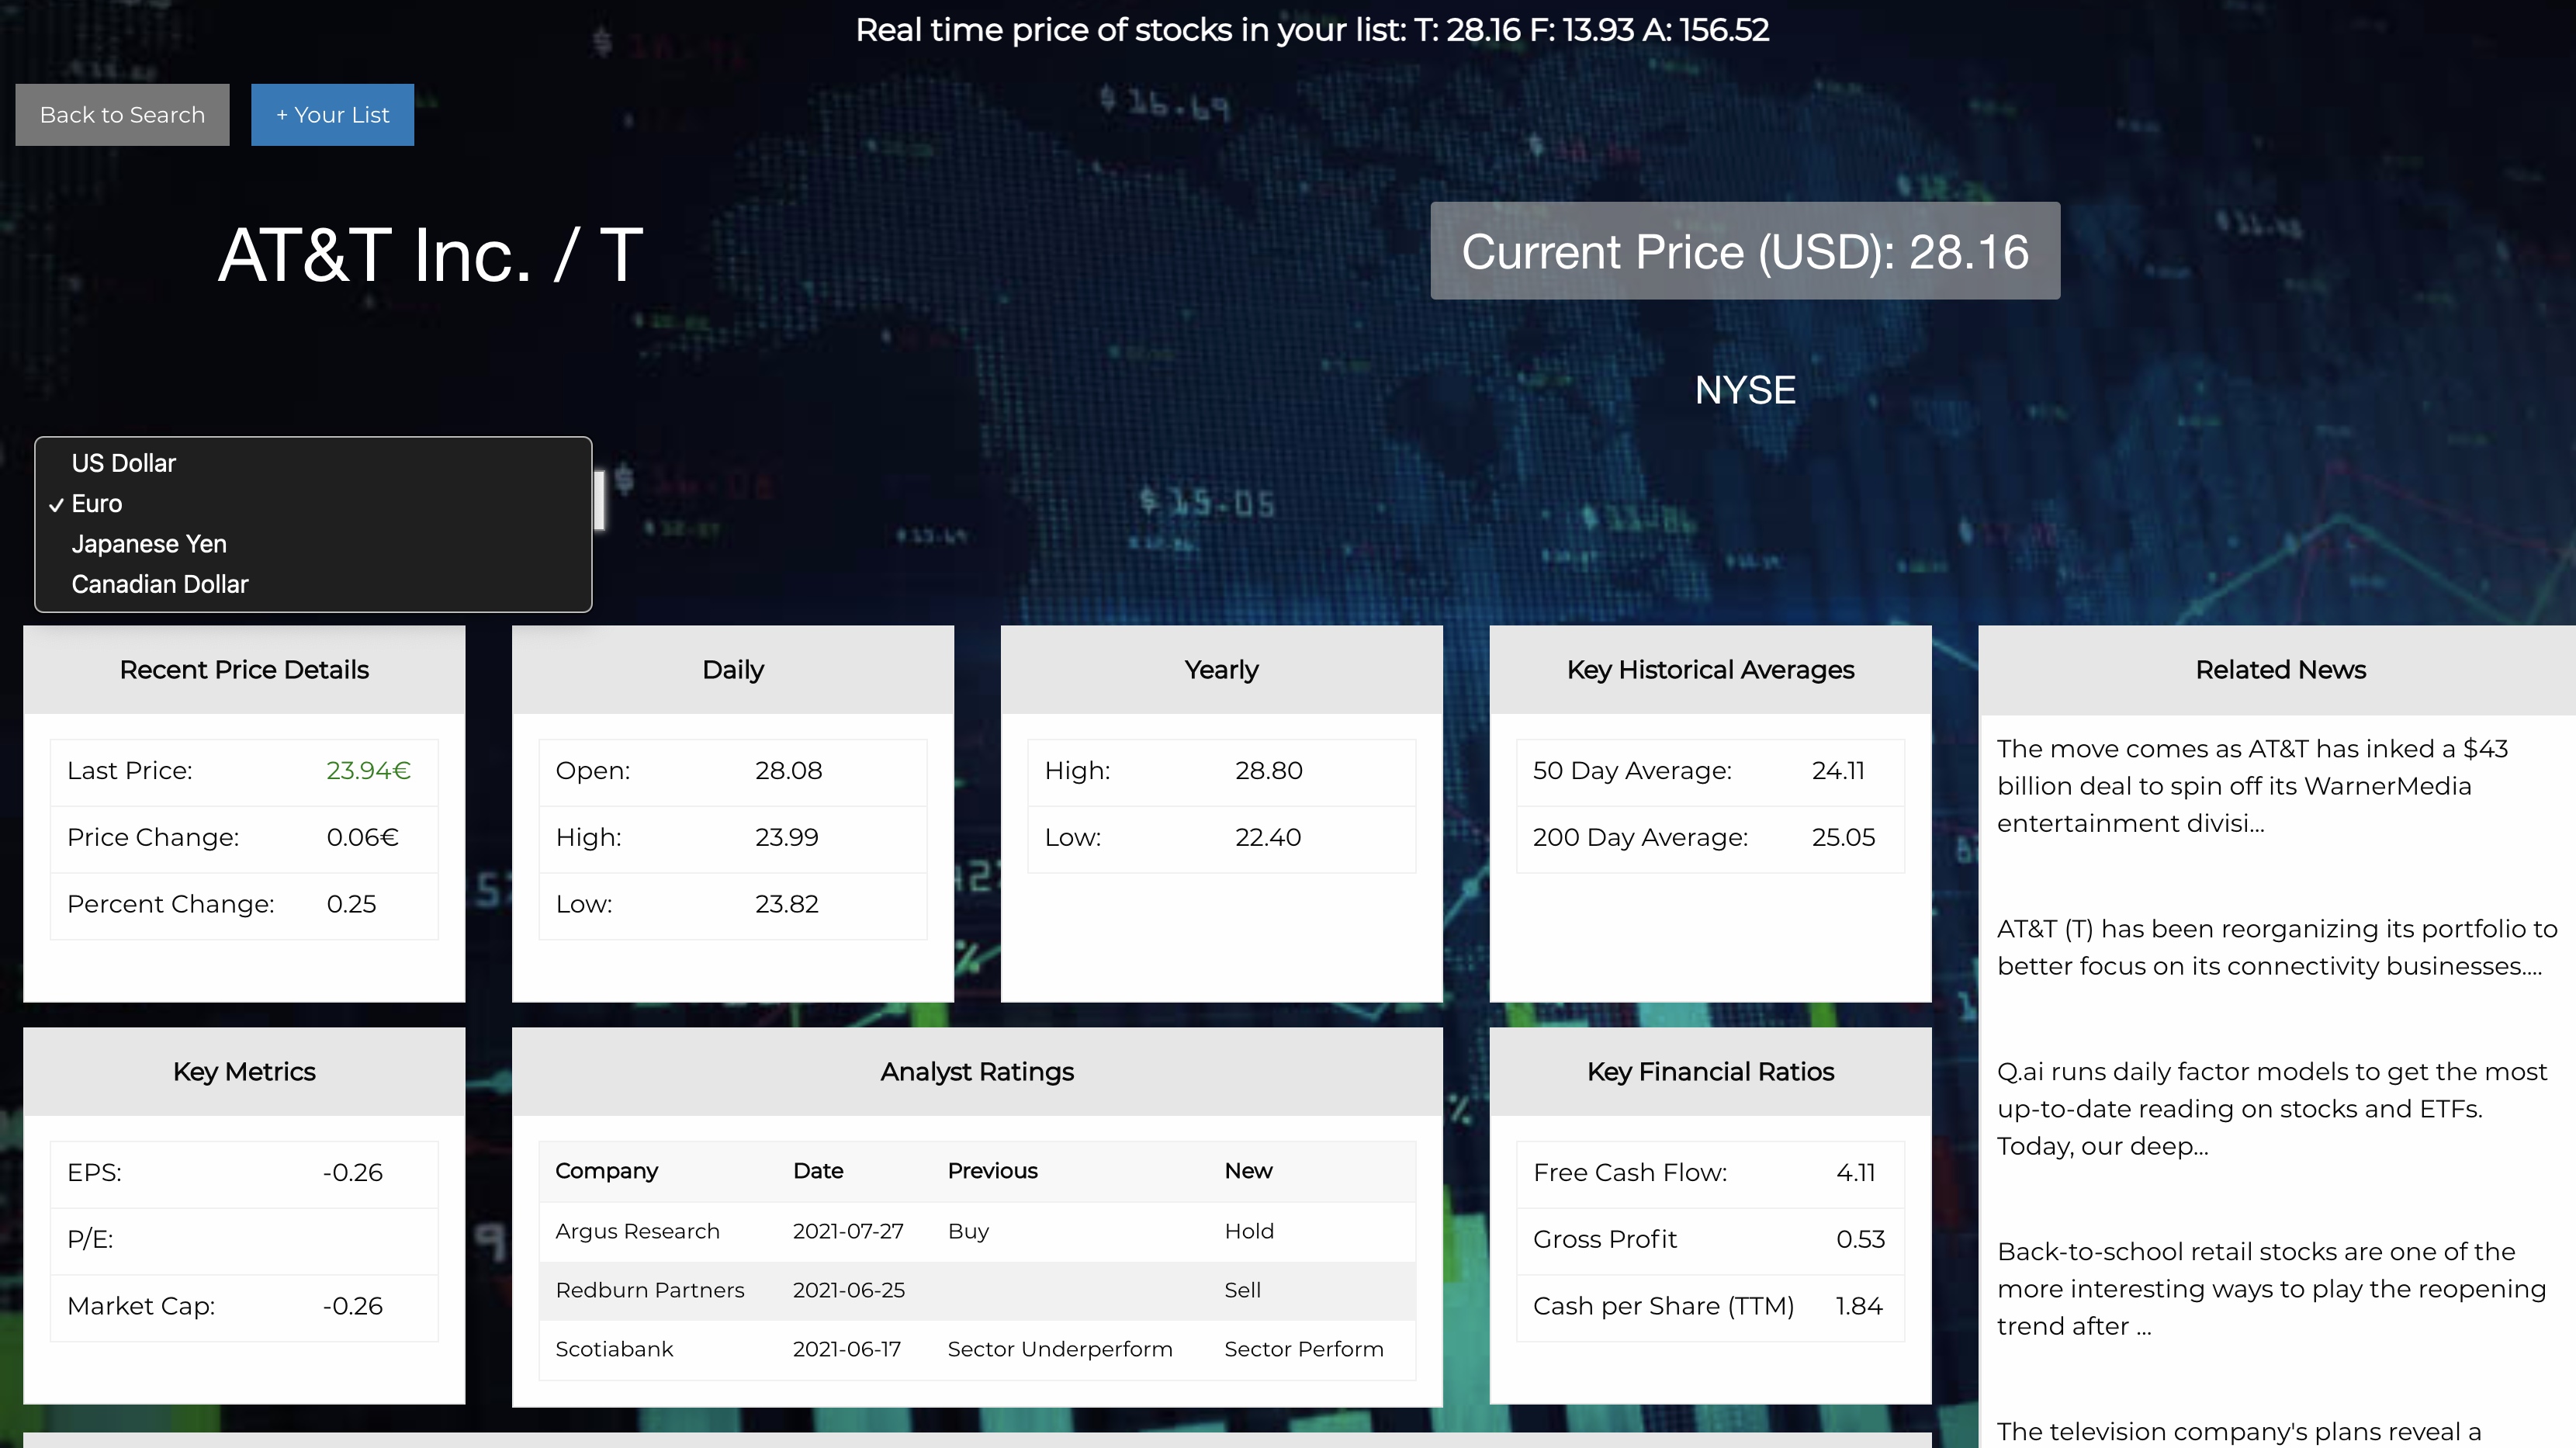 Real time price of stocks in your list: T: 28.16 F: 13.93 A: 156.52
Back to Search
+ Your List
AT&T Inc. / T
Current Price (USD): 28.16
NYSE
US Dollar
✓ Euro
Japanese Yen
Canadian Dollar
$ 16.69
$ 15.05
Recent Price Details
Last Price: 23.94€
Price Change: 0.06€
Percent Change: 0.25
Daily
Open: 28.08
High: 23.99
Low: 23.82
Yearly
High: 28.80
Low: 22.40
Key Historical Averages
50 Day Average: 24.11
200 Day Average: 25.05
Key Metrics
EPS: -0.26
P/E:
Market Cap: -0.26
Analyst Ratings
Company Date Previous New
Argus Research 2021-07-27 Buy Hold
Redburn Partners 2021-06-25 Sell
Scotiabank 2021-06-17 Sector Underperform Sector Perform
Key Financial Ratios
Free Cash Flow: 4.11
Gross Profit 0.53
Cash per Share (TTM) 1.84
Related News
The move comes as AT&T has inked a $43
billion deal to spin off its WarnerMedia
entertainment divisi...
AT&T (T) has been reorganizing its portfolio to
better focus on its connectivity businesses....
Q.ai runs daily factor models to get the most
up-to-date reading on stocks and ETFs.
Today, our deep...
Back-to-school retail stocks are one of the
more interesting ways to play the reopening
trend after ...
The television company's plans reveal a